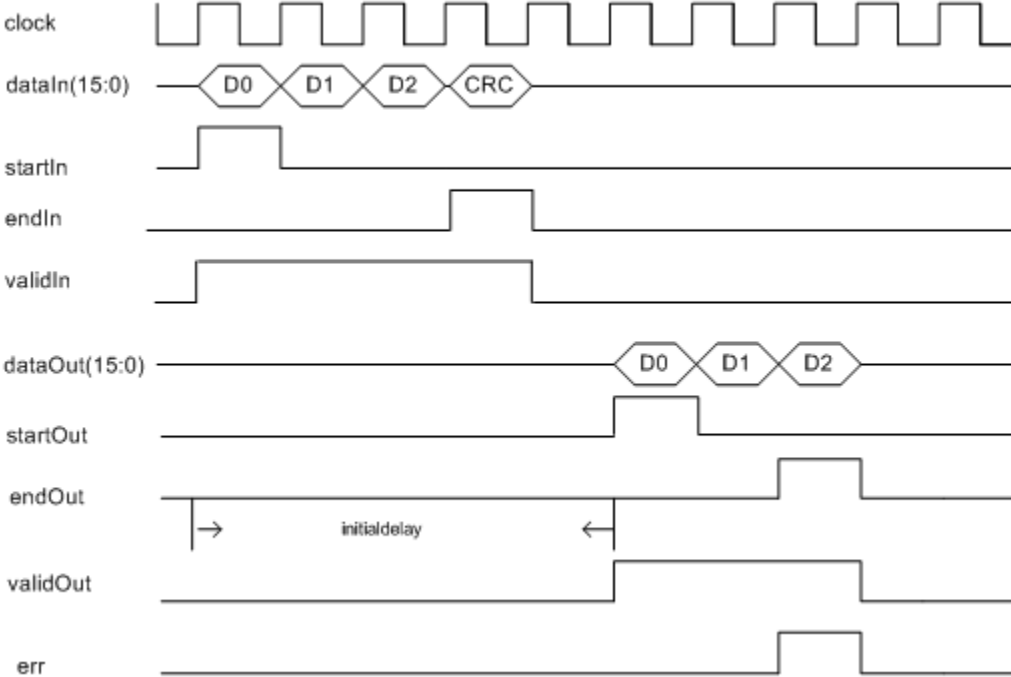 clock
dataIn(15:0) D0 D1 D2 CRC
startIn
endIn
validIn
dataOut(15:0) D0 D1 D2
startOut
endOut
initialdelay
validOut
err